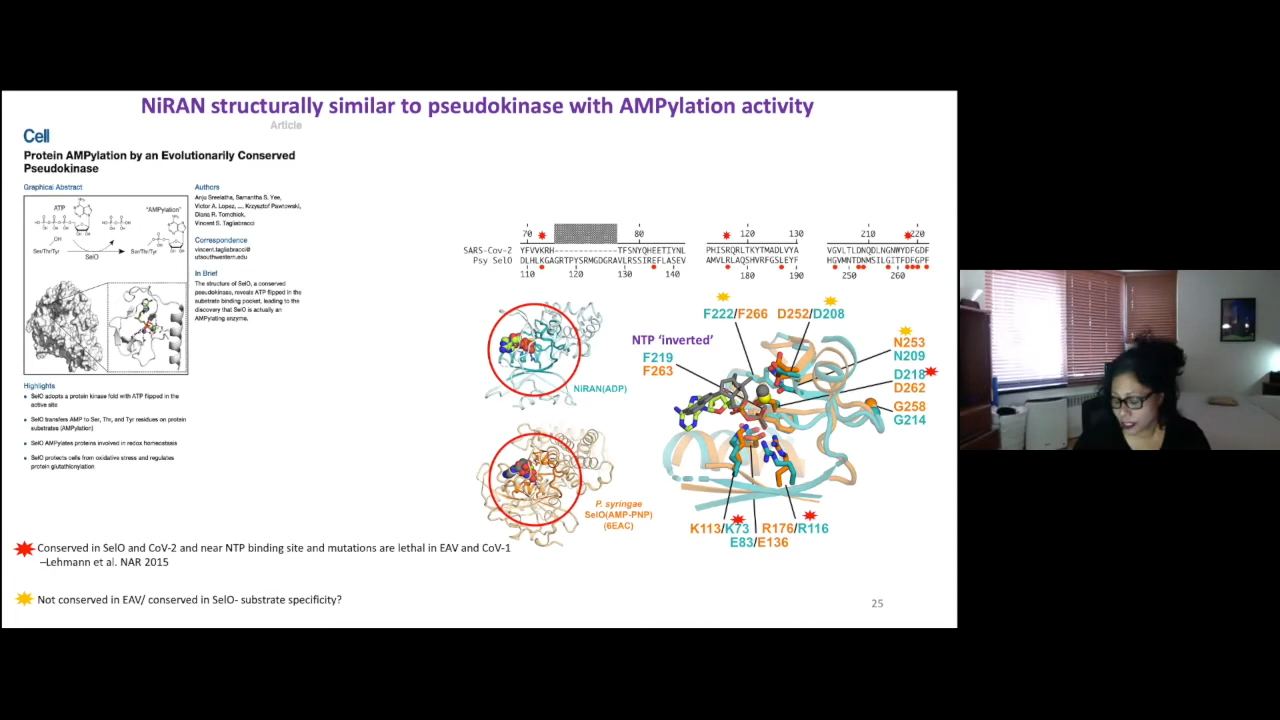 NiRAN structurally similar to pseudokinase with AMPylation activity
Article
Cell
Protein AMPylation by an Evolutionarily Conserved
Pseudokinase
Graphical Abstract
ATP
"AMPylation"
OH
Ser/Thr/Tyr
SelO
Ser/Thr/Tyr
Authors
Anju Sreelatha, Samantha S. Yee,
Victor A. Lopez, ..., Krzysztof Pawłowski,
Diana R. Tomchick,
Vincent S. Tagliabracci
Correspondence
vincent.tagliabracci@
utsouthwestern.edu
In Brief
The structure of SelO, a conserved
pseudokinase, reveals ATP flipped in the
substrate binding pocket, leading to the
discovery that SelO is actually an
AMPylating enzyme.
Highlights
SelO adopts a protein kinase fold with ATP flipped in the
active site
SelO transfers AMP to Ser, Thr, and Tyr residues on protein
substrates (AMPylation)
SelO AMPylates proteins involved in redox homeostasis
SelO protects cells from oxidative stress and regulates
protein glutathionylation
70 80 120 130 210 220
SARS-Cov-2 YFVVKRH-------------TFSNYQHEETIYNL PHISRQRLTKYTMADLVYA VGVLTLDNQDLNGNWYDFGDF
Psy SelO DLHLKGAGRTPYSRMGDGRAVLRSSIREFLASEV AMVLRLAQSHVRFGSLEYF HGVMNTDNMSILGITFDFGPF
110 120 130 140 180 190 250 260
NTP 'inverted'
F222/F266 D252/D208
F219
F263
N253
N209
D218
D262
G258
G214
NiRAN(ADP)
P. syringae
SelO(AMP-PNP)
(6EAC)
K113/K73 R176/R116
E83/E136
Conserved in SelO and CoV-2 and near NTP binding site and mutations are lethal in EAV and CoV-1
–Lehmann et al. NAR 2015
Not conserved in EAV/ conserved in SelO- substrate specificity?
25